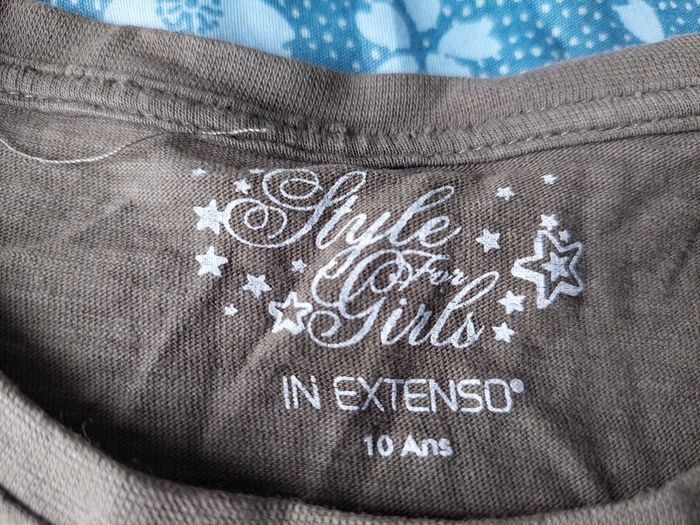 Style
For
Girls
IN EXTENSO®
10 Ans